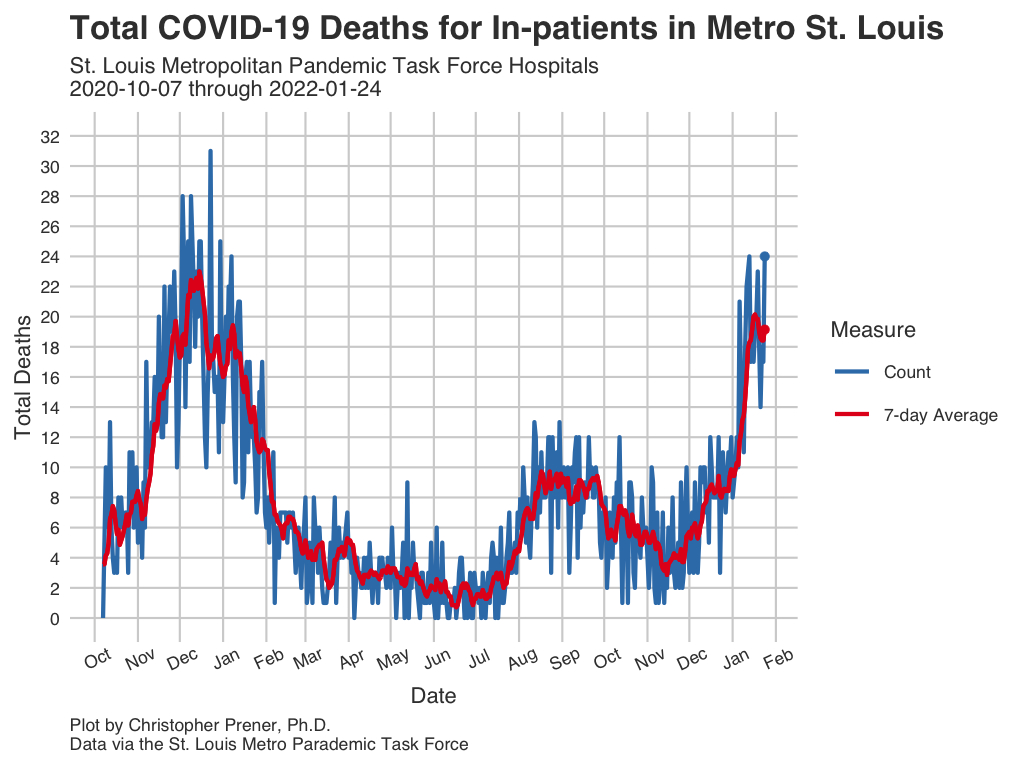 Total COVID-19 Deaths for In-patients in Metro St. Louis
St. Louis Metropolitan Pandemic Task Force Hospitals
2020-10-07 through 2022-01-24
32
30
28
26
24
22
20
18
16
14
12
10
8
6
4
2
0
Total Deaths
Oct Nov Dec Jan Feb Mar Apr May Jun Jul Aug Sep Oct Nov Dec Jan Feb
Date
Measure
Count
7-day Average
Plot by Christopher Prener, Ph.D.
Data via the St. Louis Metro Parademic Task Force